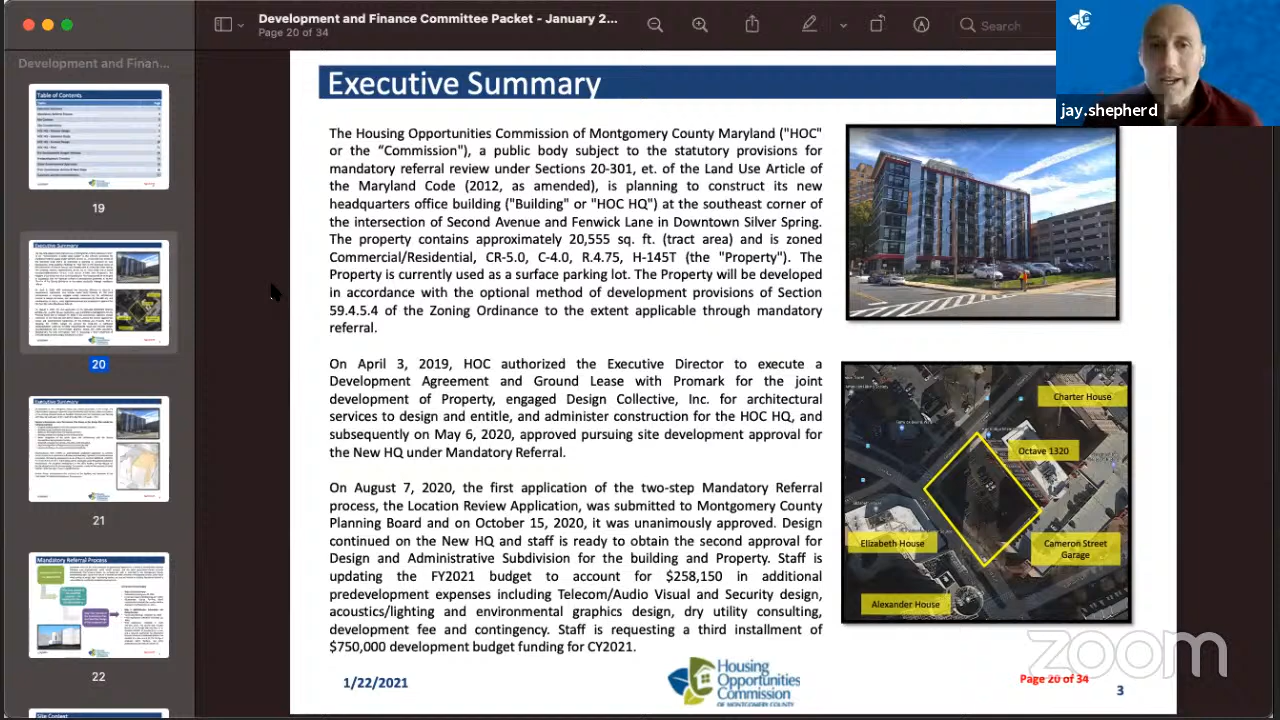 Development and Finance Committee Packet - January 2...
Page 20 of 34
Search
jay.shepherd
Development and Finan...
Table of Contents
19
Executive Summary
20
Executive Summary
21
Mandatory Referral Process
22
Executive Summary
The Housing Opportunities Commission of Montgomery County Maryland ("HOC"
or the “Commission”), a public body subject to the statutory provisions for
mandatory referral review under Sections 20-301, et. of the Land Use Article of
the Maryland Code (2012, as amended), is planning to construct its new
headquarters office building ("Building" or "HOC HQ") at the southeast corner of
the intersection of Second Avenue and Fenwick Lane in Downtown Silver Spring.
The property contains approximately 20,555 sq. ft. (tract area) and is zoned
Commercial/Residential C-4.0, R.4.75, H-145T (the "Property"). The
Property is currently used as a surface parking lot. The Property will be developed
in accordance with the optional method of development provisions of Section
59.4.5.4 of the Zoning Ordinance to the extent applicable through mandatory
referral.
On April 3, 2019, HOC authorized the Executive Director to execute a
Development Agreement and Ground Lease with Promark for the joint
development of Property, engaged Design Collective, Inc. for architectural
services to design and permit and administer construction for the HOC HQ, and
subsequently on May approved pursuing site development approval for
the New HQ under Mandatory Referral.
On August 7, 2020, the first application of the two-step Mandatory Referral
process, the Location Review Application, was submitted to Montgomery County
Planning Board and on October 15, 2020, it was unanimously approved. Design
continued on the New HQ and staff is ready to obtain the second approval for
Design and Administrative Submission for the building and Property. Staff is
updating the FY2021 budget to account for $258,150 in additional
predevelopment expenses including Telecom/Audio Visual and Security design,
acoustics/lighting and environmental graphics design, dry utility consulting,
development fee and contingency. Staff is requesting a third installment of
$750,000 development budget funding for CY2021.
Charter House
Octave 1320
Elizabeth House
Cameron Street
Garage
Alexander House
1/22/2021
Housing
Opportunities
Commission
OF MONTGOMERY COUNTY
Page 20 of 34
3
zoom